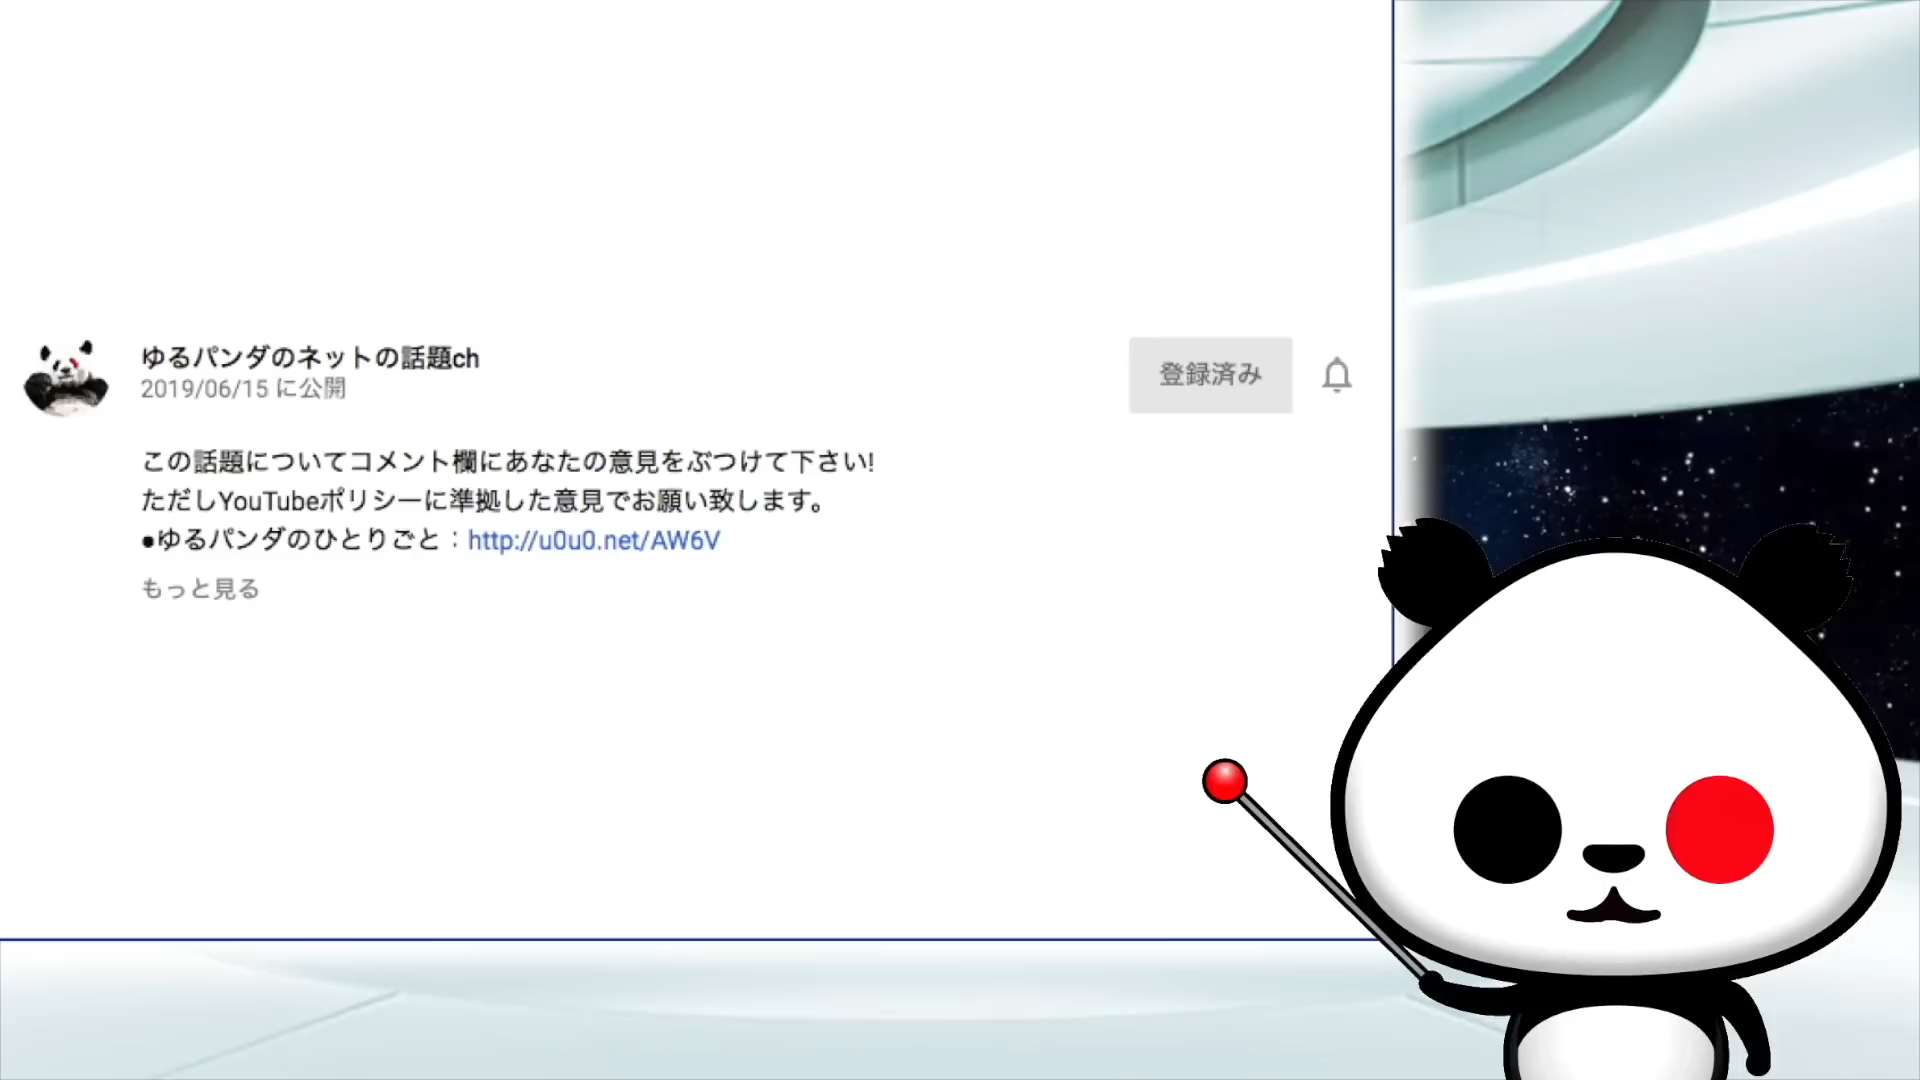 ゆるパンダのネットの話題ch
2019/06/15 に公開
登録済み
この話題についてコメント欄にあなたの意見をぶつけて下さい!
ただしYouTubeポリシーに準拠した意見でお願い致します。
●ゆるパンダのひとりごと：http://u0u0.net/AW6V
もっと見る